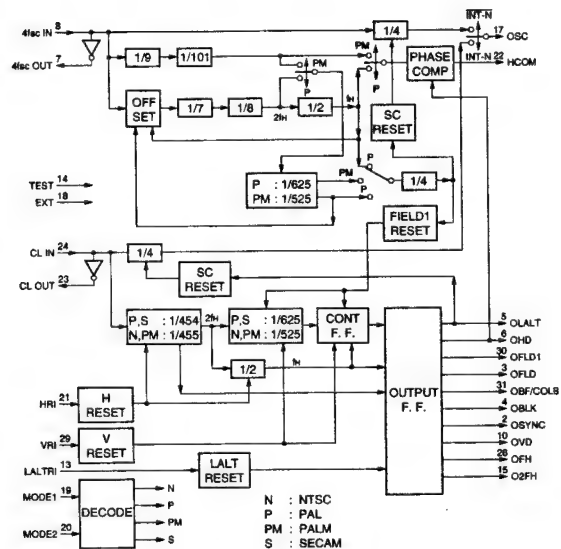 4fsc IN 8
4fsc OUT 7
1/9
1/101
PM
P
1/4
INT-N
17 OSC
INT-N
PM
P
PHASE COMP
22 HCOM
OFF SET
1/7
1/8
2fH
1/2
fH
SC RESET
TEST 14
EXT 18
P : 1/625
PM : 1/525
PM
P
P
1/4
FIELD1 RESET
CL IN 24
CL OUT 23
1/4
SC RESET
P,S : 1/454
N,PM : 1/455
2fH
P,S : 1/625
N,PM : 1/525
CONT F. F.
1/2
fH
OUTPUT F. F.
5 OLALT
6 OHD
30 OFLD1
3 OFLD
31 OBF/COLB
4 OBLK
2 OSYNC
10 OVD
28 OFH
15 O2FH
HRI 21
H RESET
VRI 29
V RESET
LALTRI 13
LALT RESET
MODE1 19
MODE2 20
DECODE
N
P
PM
S
N : NTSC
P : PAL
PM : PALM
S : SECAM